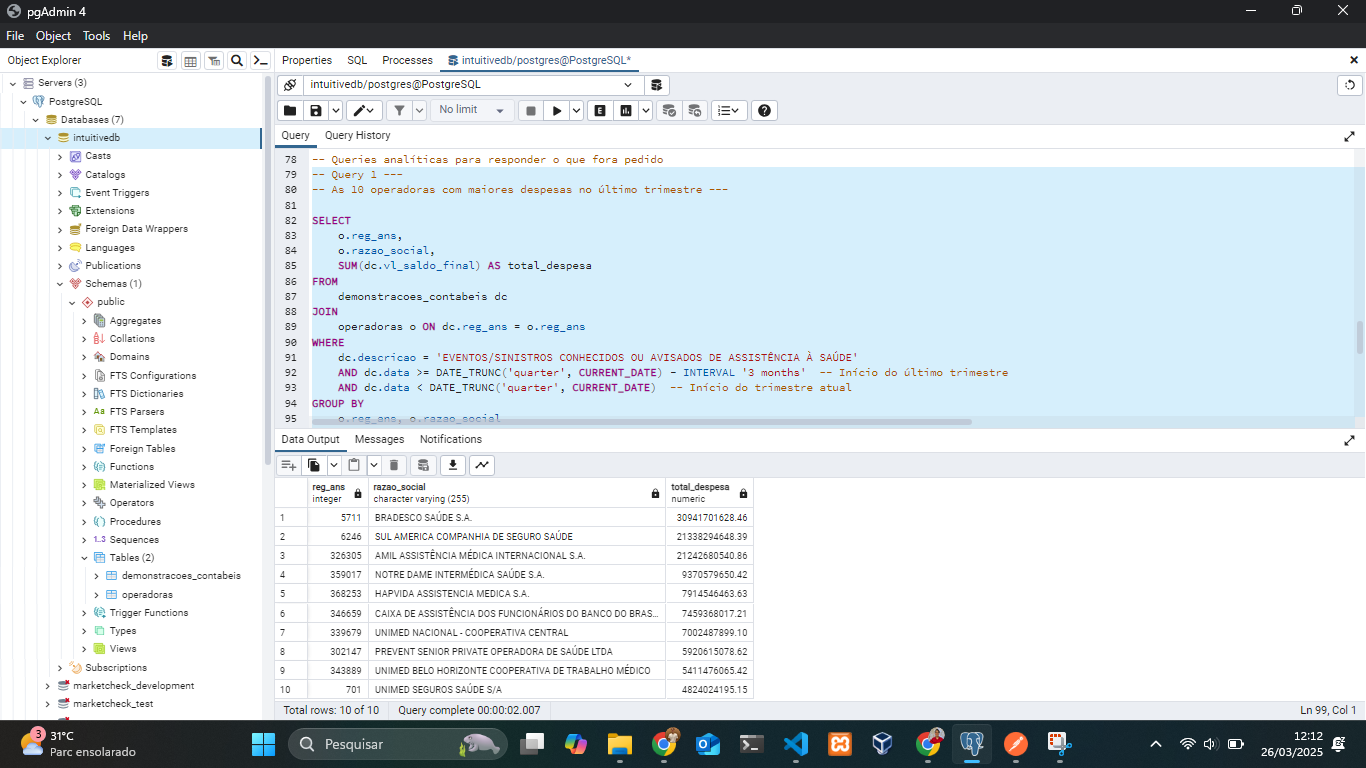 pgAdmin 4
File Object Tools Help
Object Explorer
Properties SQL Processes intuitivedb/postgres@PostgreSQL*
Servers (3)
PostgreSQL
Databases (7)
intuitivedb
Casts
Catalogs
Event Triggers
Extensions
Foreign Data Wrappers
Languages
Publications
Schemas (1)
public
Aggregates
Collations
Domains
FTS Configurations
FTS Dictionaries
FTS Parsers
FTS Templates
Foreign Tables
Functions
Materialized Views
Operators
Procedures
1..3 Sequences
Tables (2)
demonstracoes_contabeis
operadoras
Trigger Functions
Types
Views
Subscriptions
marketcheck_development
marketcheck_test
intuitivedb/postgres@PostgreSQL
No limit
Query Query History
78 -- Queries analíticas para responder o que fora pedido
79 -- Query 1 ---
80 -- As 10 operadoras com maiores despesas no último trimestre ---
81
82 SELECT
83 o.reg_ans,
84 o.razao_social,
85 SUM(dc.vl_saldo_final) AS total_despesa
86 FROM
87 demonstracoes_contabeis dc
88 JOIN
89 operadoras o ON dc.reg_ans = o.reg_ans
90 WHERE
91 dc.descricao = 'EVENTOS/SINISTROS CONHECIDOS OU AVISADOS DE ASSISTÊNCIA À SAÚDE'
92 AND dc.data >= DATE_TRUNC('quarter', CURRENT_DATE) - INTERVAL '3 months' -- Início do último trimestre
93 AND dc.data < DATE_TRUNC('quarter', CURRENT_DATE) -- Início do trimestre atual
94 GROUP BY
95 o.reg_ans, o.razao_social
Data Output Messages Notifications
reg_ans razao_social total_despesa
integer character varying (255) numeric
1 5711 BRADESCO SAÚDE S.A. 30941701628.46
2 6246 SUL AMERICA COMPANHIA DE SEGURO SAÚDE 21338294648.39
3 326305 AMIL ASSISTÊNCIA MÉDICA INTERNACIONAL S.A. 21242680540.86
4 359017 NOTRE DAME INTERMÉDICA SAÚDE S.A. 9370579650.42
5 368253 HAPVIDA ASSISTENCIA MEDICA S.A. 7914546463.63
6 346659 CAIXA DE ASSISTÊNCIA DOS FUNCIONÁRIOS DO BANCO DO BRAS... 7459368017.21
7 339679 UNIMED NACIONAL - COOPERATIVA CENTRAL 7002487899.10
8 302147 PREVENT SENIOR PRIVATE OPERADORA DE SAÚDE LTDA 5920615078.62
9 343889 UNIMED BELO HORIZONTE COOPERATIVA DE TRABALHO MÉDICO 5411476065.42
10 701 UNIMED SEGUROS SAÚDE S/A 4824024195.15
Total rows: 10 of 10 Query complete 00:00:02.007 Ln 99, Col 1
3
31°C
Parc ensolarado
Pesquisar
12:12
26/03/2025